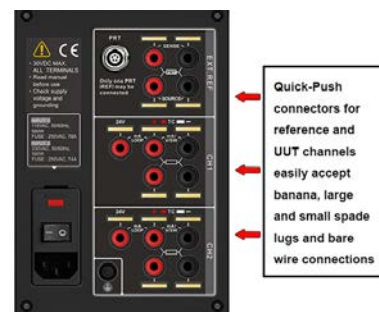 PRT
SENSE
CE
• 30VDC MAX.
ALL TERMINALS
• Read manual
before use
• Check supply
voltage and
grounding
Only one PRT
(REF) may be
connected
SOURCE
EXT REF
24V
TC
CH1
24V
TC
CH2
Quick-Push
connectors for
reference and
UUT channels
easily accept
banana, large
and small spade
lugs and bare
wire connections